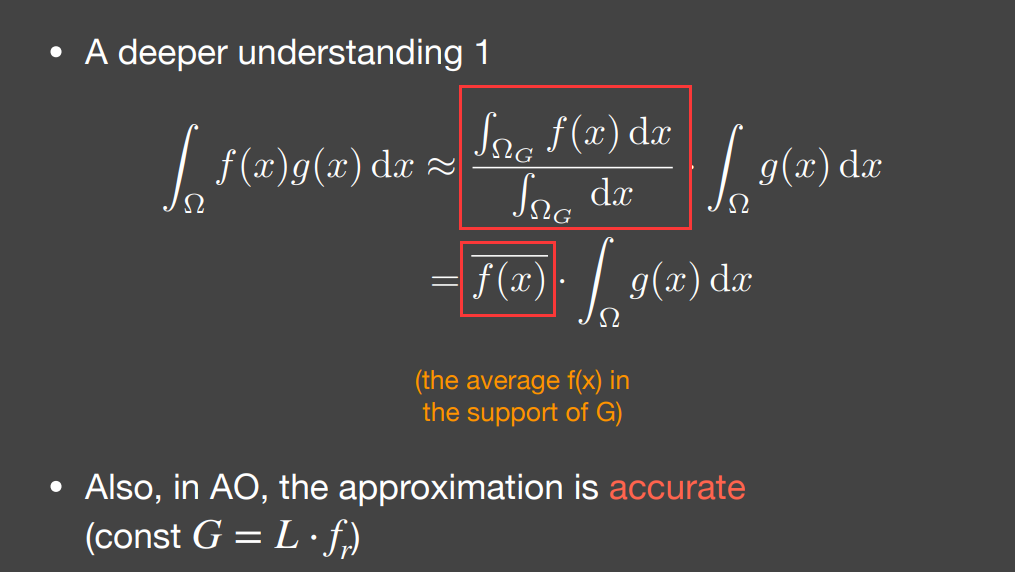 • A deeper understanding 1
$\int_{\Omega} f(x)g(x)\,\mathrm{d}x \approx \frac{\int_{\Omega_G} f(x)\,\mathrm{d}x}{\int_{\Omega_G} \mathrm{d}x} \cdot \int_{\Omega} g(x)\,\mathrm{d}x$
$= \overline{f(x)} \cdot \int_{\Omega} g(x)\,\mathrm{d}x$
(the average f(x) in
the support of G)
• Also, in AO, the approximation is accurate
(const $G = L \cdot f_r$)